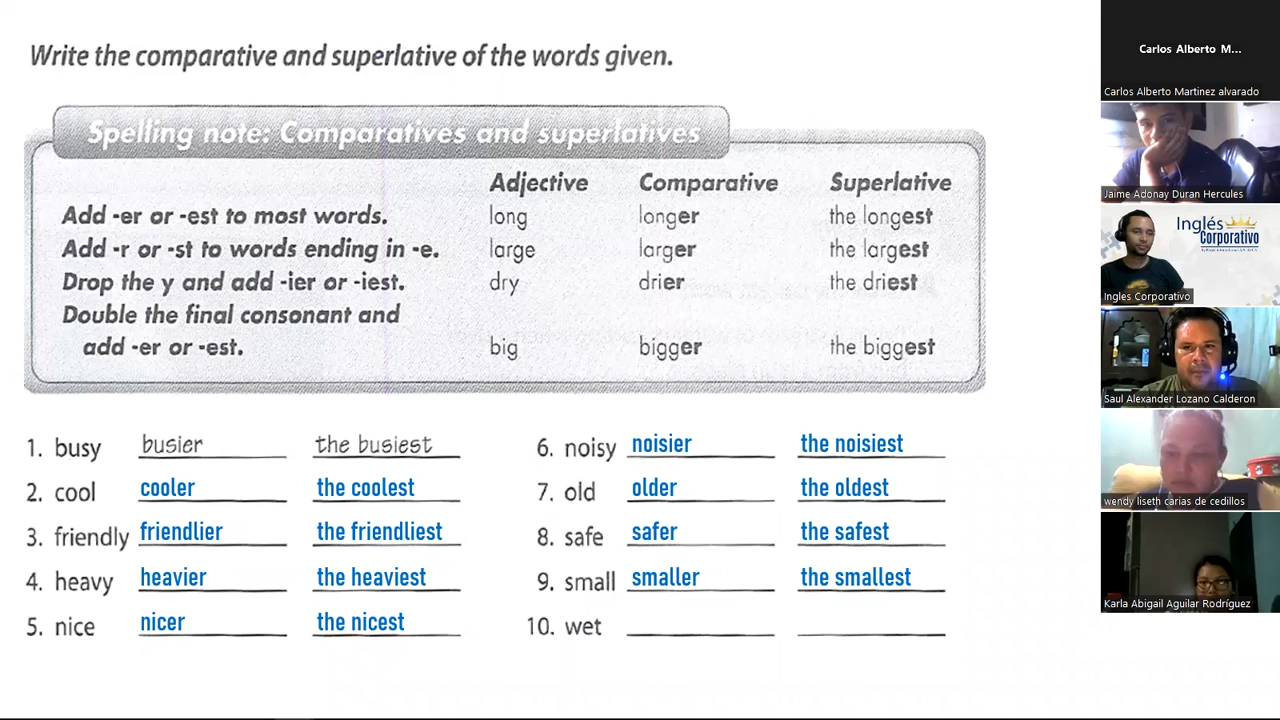 Write the comparative and superlative of the words given.
Spelling note: Comparatives and superlatives
Adjective Comparative Superlative
Add -er or -est to most words. long longer the longest
Add -r or -st to words ending in -e. large larger the largest
Drop the y and add -ier or -iest. dry drier the driest
Double the final consonant and
add -er or -est. big bigger the biggest
1. busy busier the busiest
2. cool cooler the coolest
3. friendly friendlier the friendliest
4. heavy heavier the heaviest
5. nice nicer the nicest
6. noisy noisier the noisiest
7. old older the oldest
8. safe safer the safest
9. small smaller the smallest
10. wet
Carlos Alberto M...
Carlos Alberto Martinez alvarado
Jaime Adonay Duran Hercules
Inglés
Corporativo
Ingles Corporativo
Saul Alexander Lozano Calderon
wendy liseth carias de cedillos
Karla Abigail Aguilar Rodríguez